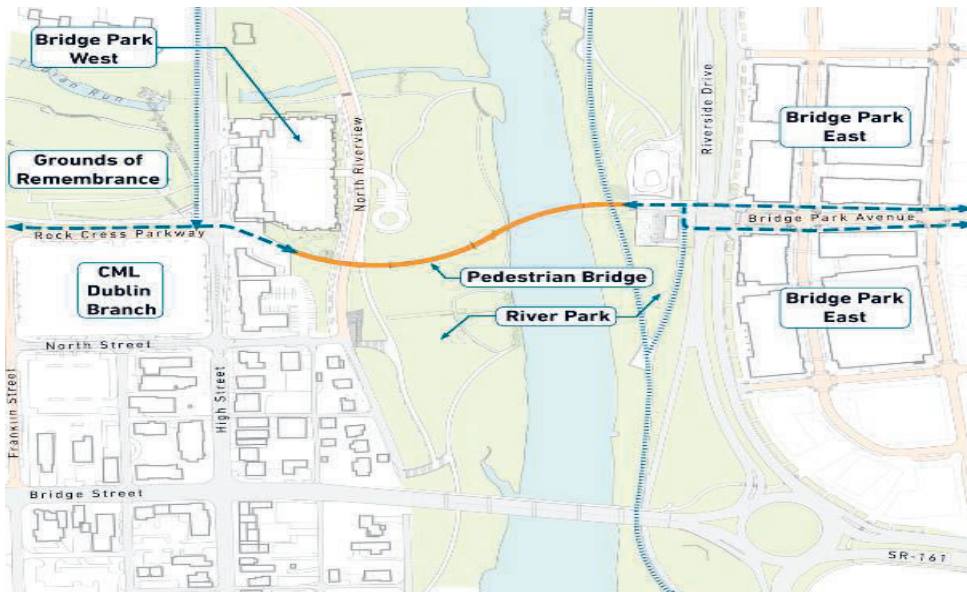 Bridge Park
West
Indian Run
Grounds of
Remembrance
ROCK CRESS PARKWAY
CML
Dublin
Branch
NORTH STREET
FRANKLIN STREET
HIGH STREET
BRIDGE STREET
NORTH RIVERVIEW
Pedestrian Bridge
River Park
RIVERSIDE DRIVE
Bridge Park
East
BRIDGE PARK AVENUE
Bridge Park
East
SR-161